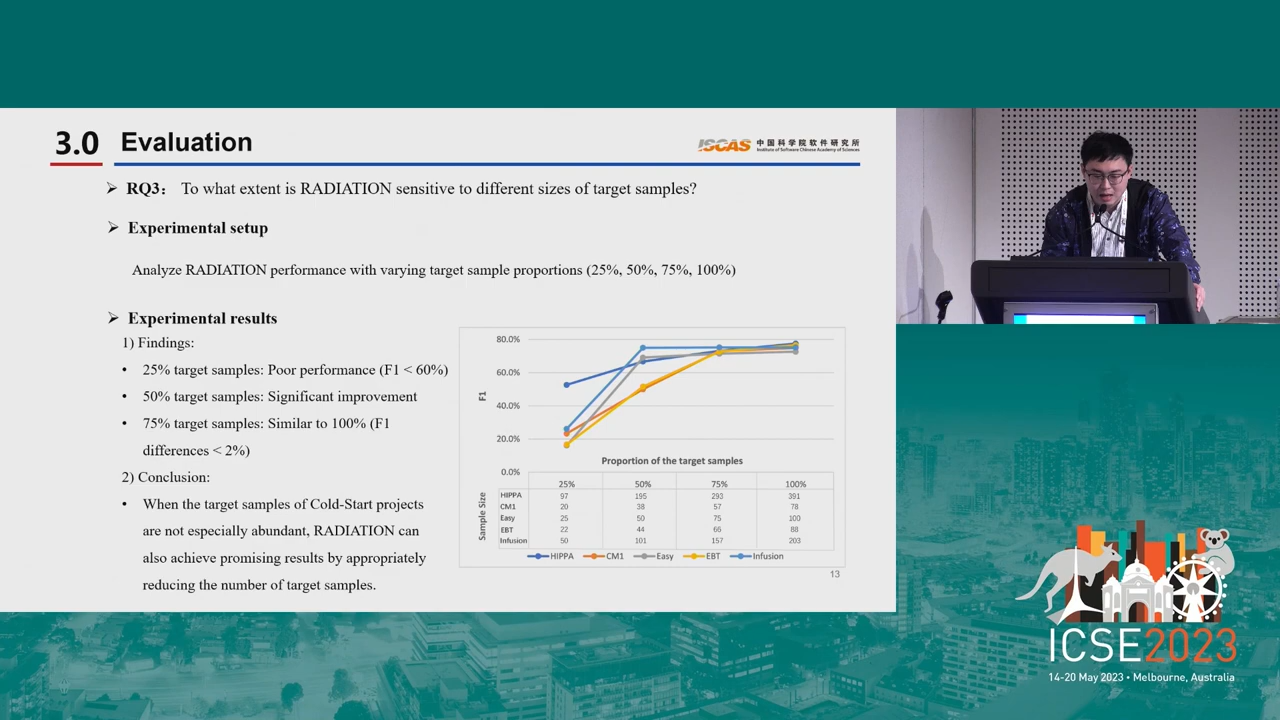 3.0 Evaluation
ISCAS 中国科学院软件研究所
Institute of Software Chinese Academy of Sciences
➢ RQ3： To what extent is RADIATION sensitive to different sizes of target samples?
➢ Experimental setup
Analyze RADIATION performance with varying target sample proportions (25%, 50%, 75%, 100%)
➢ Experimental results
1) Findings:
• 25% target samples: Poor performance (F1 < 60%)
• 50% target samples: Significant improvement
• 75% target samples: Similar to 100% (F1
differences < 2%)
2) Conclusion:
• When the target samples of Cold-Start projects
are not especially abundant, RADIATION can
also achieve promising results by appropriately
reducing the number of target samples.
80.0%
60.0%
40.0%
20.0%
0.0%
F1
Proportion of the target samples
25% 50% 75% 100%
Sample Size
HIPPA 97 195 293 391
CM1 20 38 57 78
Easy 25 50 75 100
EBT 22 44 66 88
Infusion 50 101 157 203
HIPPA CM1 Easy EBT Infusion
13
ICSE2023
14-20 May 2023 • Melbourne, Australia